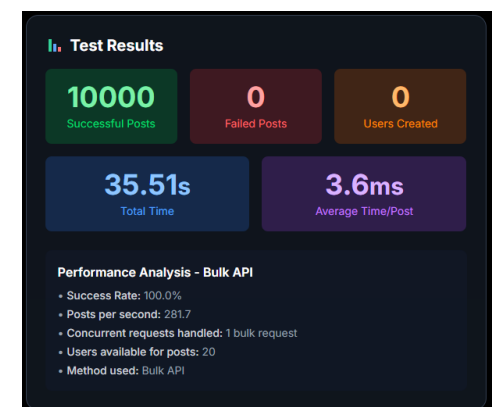 Test Results
10000
Successful Posts
0
Failed Posts
0
Users Created
35.51s
Total Time
3.6ms
Average Time/Post
Performance Analysis - Bulk API
• Success Rate: 100.0%
• Posts per second: 281.7
• Concurrent requests handled: 1 bulk request
• Users available for posts: 20
• Method used: Bulk API